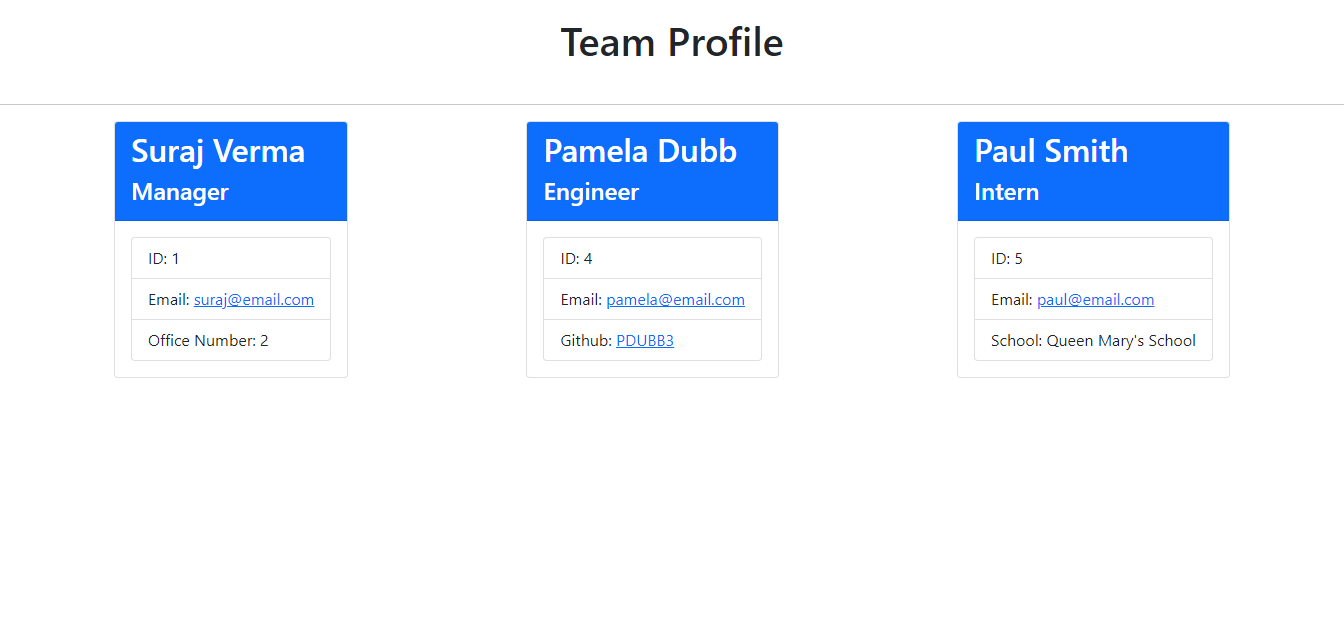 Team Profile
Suraj Verma
Manager
ID: 1
Email: suraj@email.com
Office Number: 2
Pamela Dubb
Engineer
ID: 4
Email: pamela@email.com
Github: PDUBB3
Paul Smith
Intern
ID: 5
Email: paul@email.com
School: Queen Mary's School